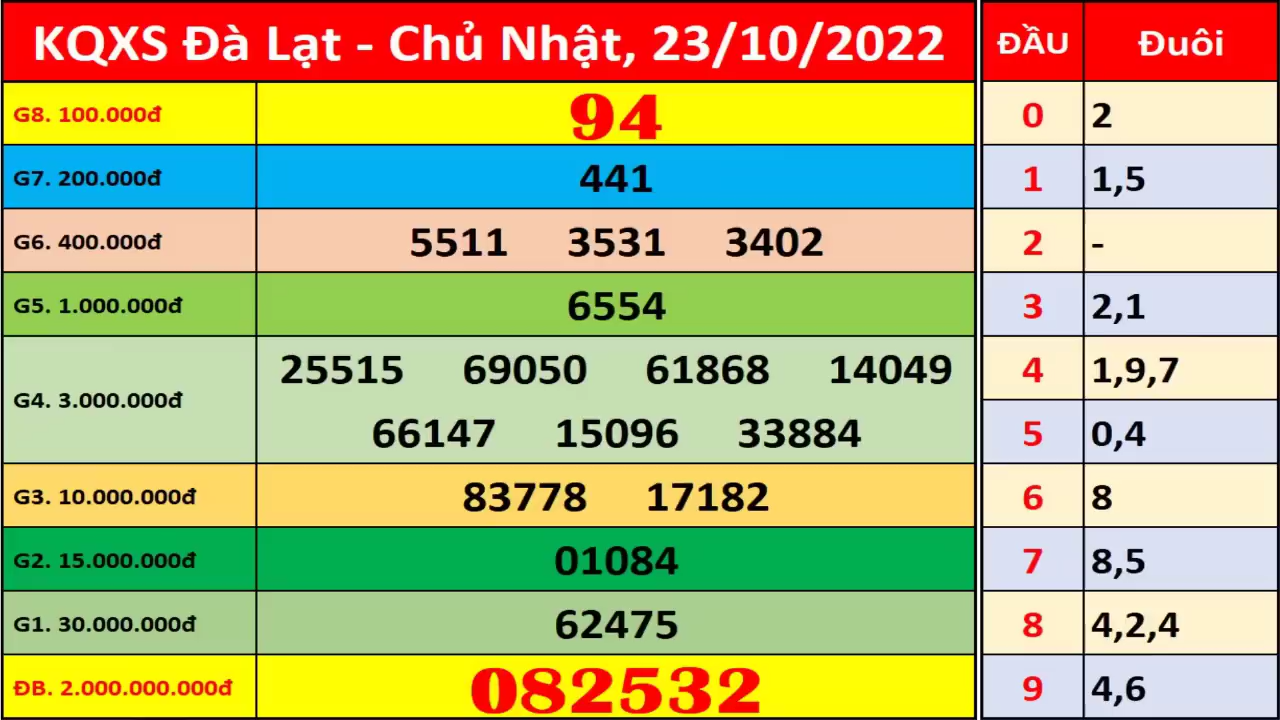 KQXS Đà Lạt - Chủ Nhật, 23/10/2022
G8. 100.000đ 94
G7. 200.000đ 441
G6. 400.000đ 5511 3531 3402
G5. 1.000.000đ 6554
G4. 3.000.000đ 25515 69050 61868 14049
66147 15096 33884
G3. 10.000.000đ 83778 17182
G2. 15.000.000đ 01084
G1. 30.000.000đ 62475
ĐB. 2.000.000.000đ 082532
ĐẦU Đuôi
0 2
1 1,5
2 -
3 2,1
4 1,9,7
5 0,4
6 8
7 8,5
8 4,2,4
9 4,6